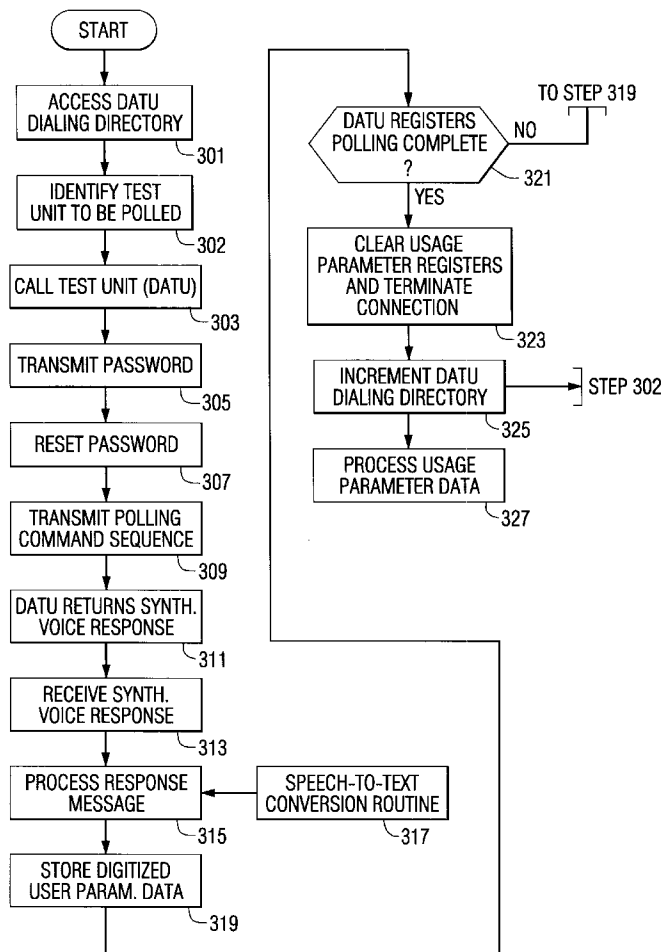 START
ACCESS DATU
DIALING DIRECTORY
301
IDENTIFY TEST
UNIT TO BE POLLED
302
CALL TEST UNIT (DATU)
303
TRANSMIT PASSWORD
305
RESET PASSWORD
307
TRANSMIT POLLING
COMMAND SEQUENCE
309
DATU RETURNS SYNTH.
VOICE RESPONSE
311
RECEIVE SYNTH.
VOICE RESPONSE
313
PROCESS RESPONSE
MESSAGE
315
SPEECH-TO-TEXT
CONVERSION ROUTINE
317
STORE DIGITIZED
USER PARAM. DATA
319
DATU REGISTERS
POLLING COMPLETE
?
321
NO
TO STEP 319
YES
CLEAR USAGE
PARAMETER REGISTERS
AND TERMINATE
CONNECTION
323
INCREMENT DATU
DIALING DIRECTORY
325
STEP 302
PROCESS USAGE
PARAMETER DATA
327